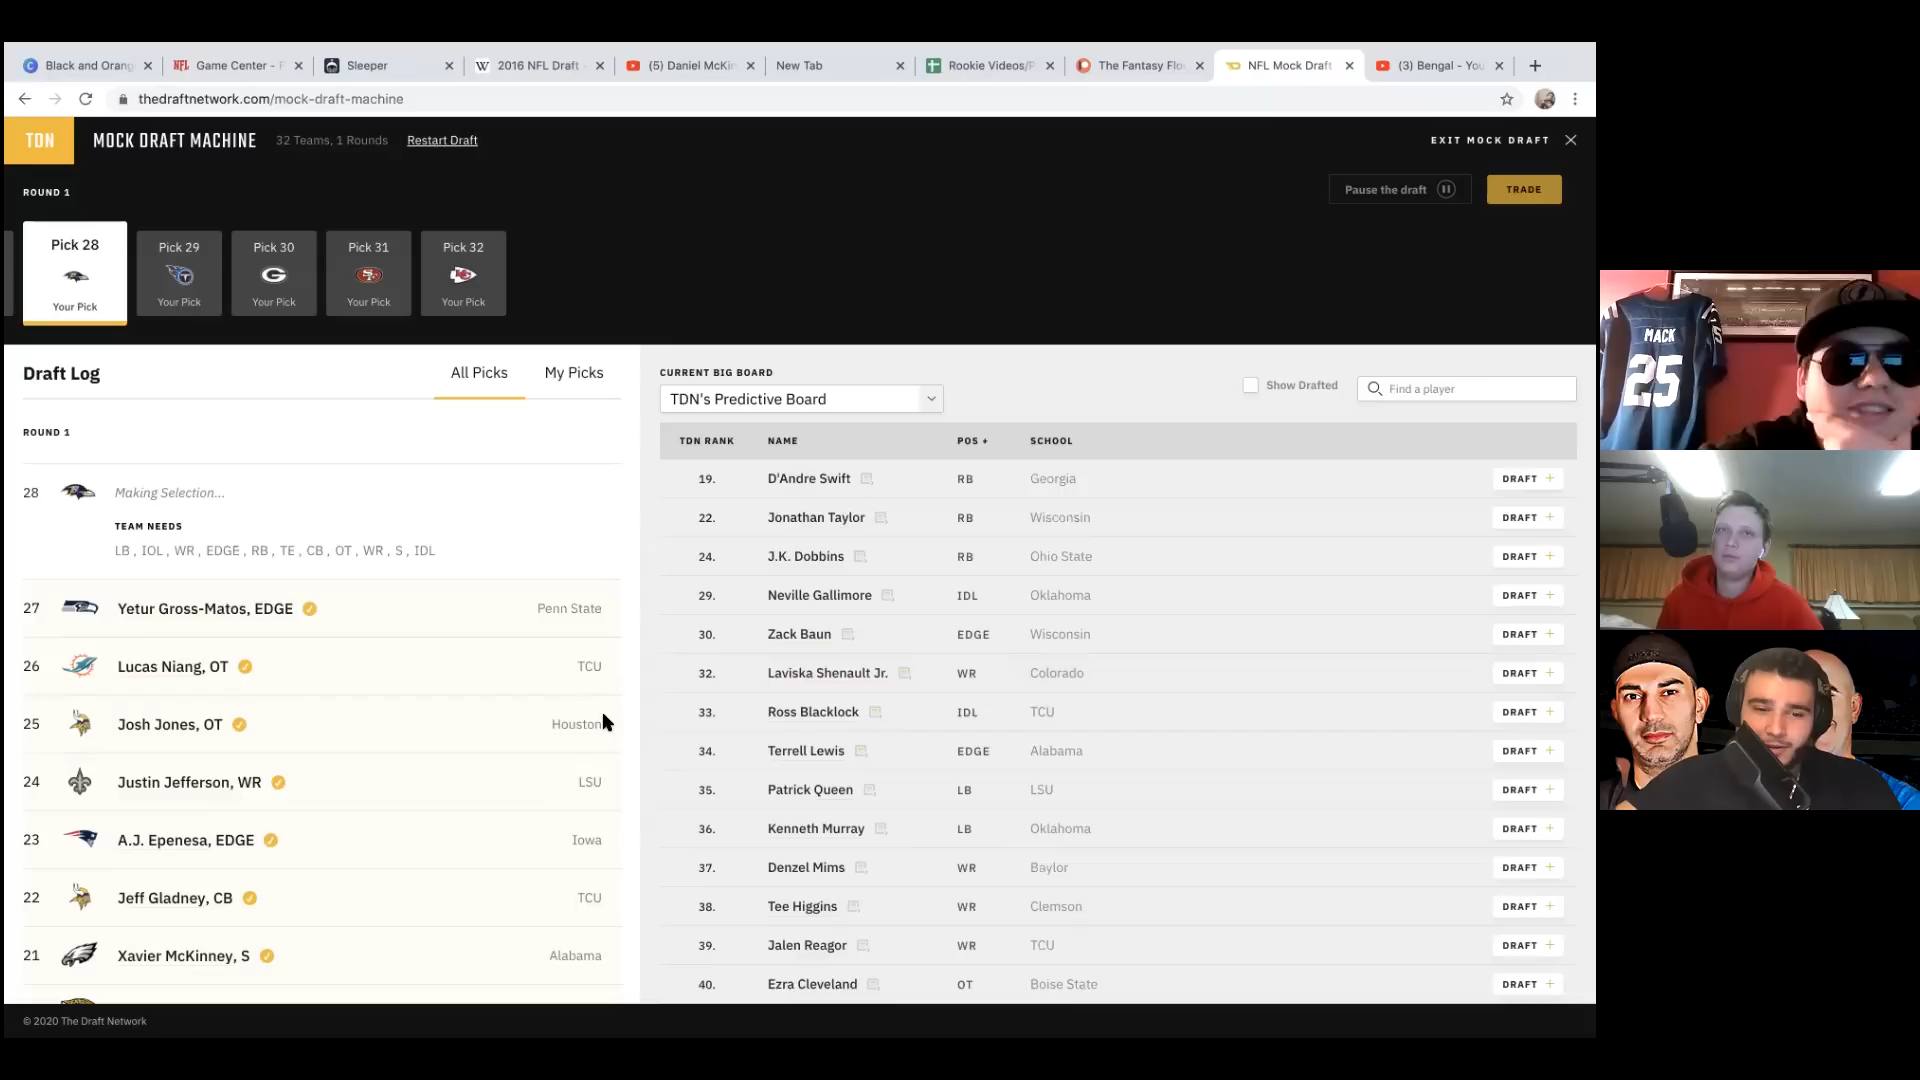 Black and Orang
Game Center - F
Sleeper
2016 NFL Draft -
(5) Daniel McKin
New Tab
Rookie Videos/P
The Fantasy Flo
NFL Mock Draft
(3) Bengal - You
thedraftnetwork.com/mock-draft-machine
TDN
MOCK DRAFT MACHINE
32 Teams, 1 Rounds
Restart Draft
EXIT MOCK DRAFT
ROUND 1
Pause the draft
TRADE
Pick 28
Your Pick
Pick 29
Your Pick
Pick 30
Your Pick
Pick 31
Your Pick
Pick 32
Your Pick
Draft Log
All Picks
My Picks
ROUND 1
28 Making Selection...
TEAM NEEDS
LB , IOL , WR , EDGE , RB , TE , CB , OT , WR , S , IDL
27 Yetur Gross-Matos, EDGE Penn State
26 Lucas Niang, OT TCU
25 Josh Jones, OT Houston
24 Justin Jefferson, WR LSU
23 A.J. Epenesa, EDGE Iowa
22 Jeff Gladney, CB TCU
21 Xavier McKinney, S Alabama
CURRENT BIG BOARD
TDN's Predictive Board
Show Drafted
Find a player
TDN RANK NAME POS + SCHOOL
19. D'Andre Swift RB Georgia DRAFT +
22. Jonathan Taylor RB Wisconsin DRAFT +
24. J.K. Dobbins RB Ohio State DRAFT +
29. Neville Gallimore IDL Oklahoma DRAFT +
30. Zack Baun EDGE Wisconsin DRAFT +
32. Laviska Shenault Jr. WR Colorado DRAFT +
33. Ross Blacklock IDL TCU DRAFT +
34. Terrell Lewis EDGE Alabama DRAFT +
35. Patrick Queen LB LSU DRAFT +
36. Kenneth Murray LB Oklahoma DRAFT +
37. Denzel Mims WR Baylor DRAFT +
38. Tee Higgins WR Clemson DRAFT +
39. Jalen Reagor WR TCU DRAFT +
40. Ezra Cleveland OT Boise State DRAFT +
© 2020 The Draft Network
MACK
25